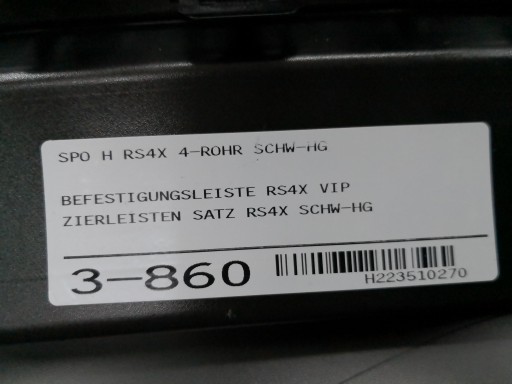 SPO H RS4X 4-ROHR SCHW-HG
BEFESTIGUNGSLEISTE RS4X VIP
ZIERLEISTEN SATZ RS4X SCHW-HG
3-860
H223510270